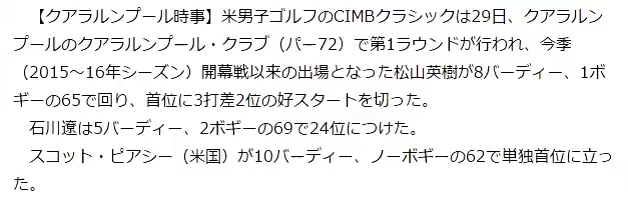 【クアラルンプール時事】米男子ゴルフのCIMBクラシックは29日、クアラルン
プールのクアラルンプール・クラブ（パー72）で第1ラウンドが行われ、今季
（2015～16年シーズン）開幕戦以来の出場となった松山英樹が8バーディー、1ボ
ギーの65で回り、首位に3打差2位の好スタートを切った。
石川遼は5バーディー、2ボギーの69で24位につけた。
スコット・ピアシー（米国）が10バーディー、ノーボギーの62で単独首位に立っ
た。